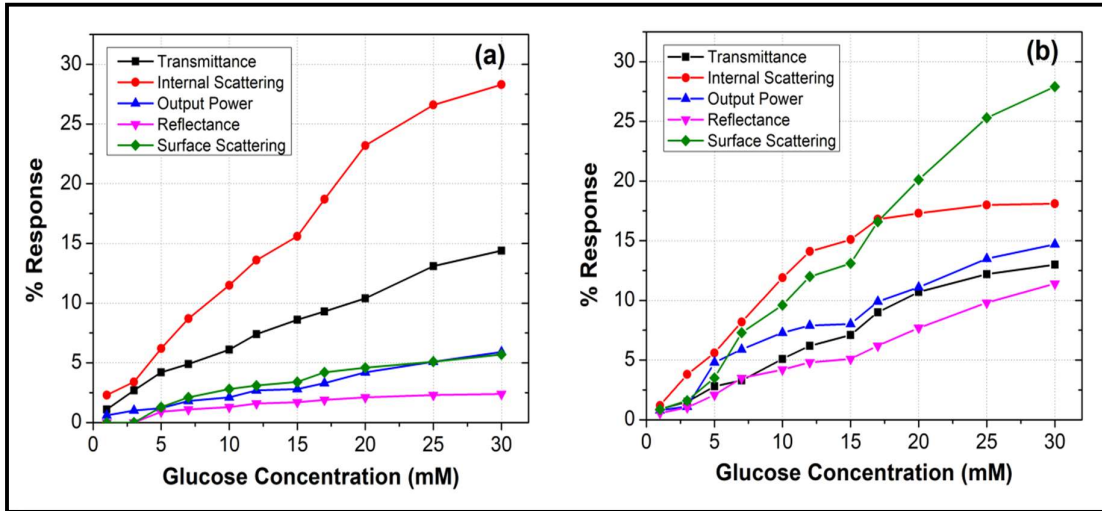 (a)
Transmittance
Internal Scattering
Output Power
Reflectance
Surface Scattering
% Response
30
25
20
15
10
5
0
0 5 10 15 20 25 30
Glucose Concentration (mM)
(b)
Transmittance
Internal Scattering
Output Power
Reflectance
Surface Scattering
% Response
30
25
20
15
10
5
0
0 5 10 15 20 25 30
Glucose Concentration (mM)